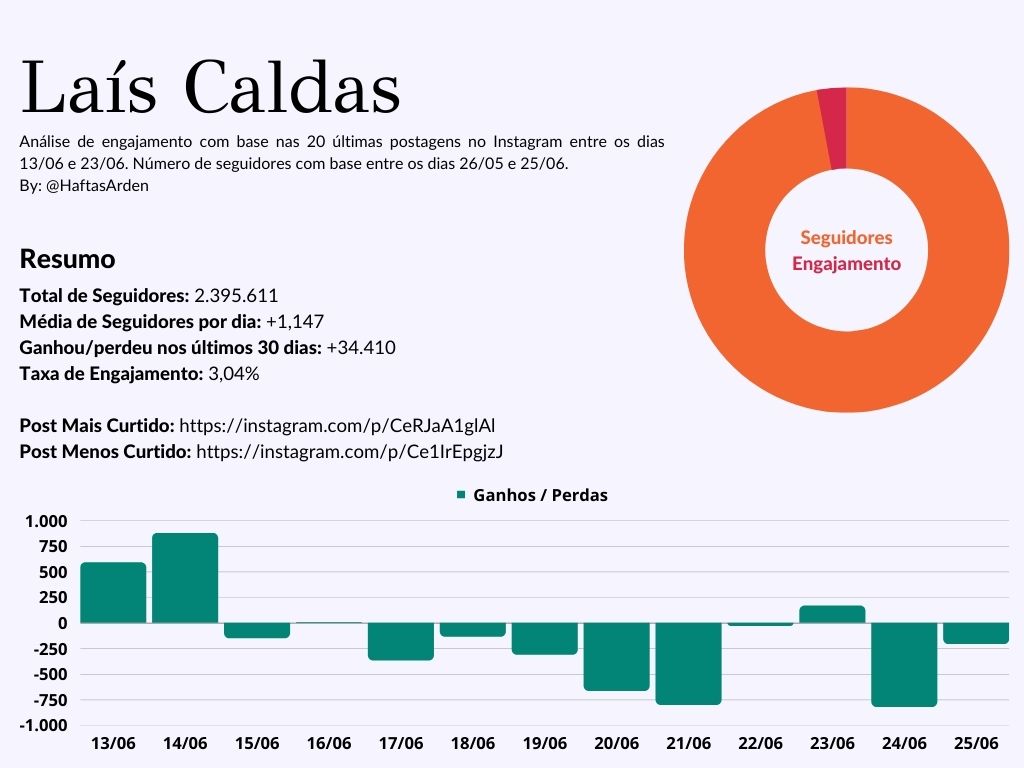 Laís Caldas
Análise de engajamento com base nas 20 últimas postagens no Instagram entre os dias
13/06 e 23/06. Número de seguidores com base entre os dias 26/05 e 25/06.
By: @HaftasArden
Resumo
Total de Seguidores: 2.395.611
Média de Seguidores por dia: +1,147
Ganhou/perdeu nos últimos 30 dias: +34.410
Taxa de Engajamento: 3,04%
Post Mais Curtido: https://instagram.com/p/CeRJaA1glAl
Post Menos Curtido: https://instagram.com/p/Ce1IrEpgjzJ
Seguidores
Engajamento
Ganhos / Perdas
1.000
750
500
250
0
-250
-500
-750
-1.000
13/06 14/06 15/06 16/06 17/06 18/06 19/06 20/06 21/06 22/06 23/06 24/06 25/06